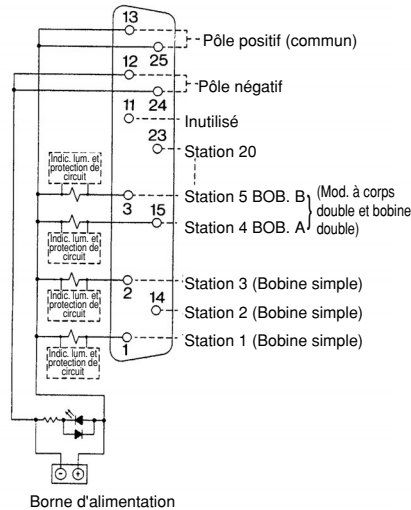 13
Pôle positif (commun)
12 25
Pôle négatif
11 24
Inutilisé
23
Station 20
Indic. lum. et
protection de
circuit
Station 5 BOB. B
3 15
(Mod. à corps
double et bobine
double)
Station 4 BOB. A
Indic. lum. et
protection de
circuit
Station 3 (Bobine simple)
2 14
Indic. lum. et
protection de
circuit
Station 2 (Bobine simple)
Station 1 (Bobine simple)
1
Indic. lum. et
protection de
circuit
- +
Borne d'alimentation